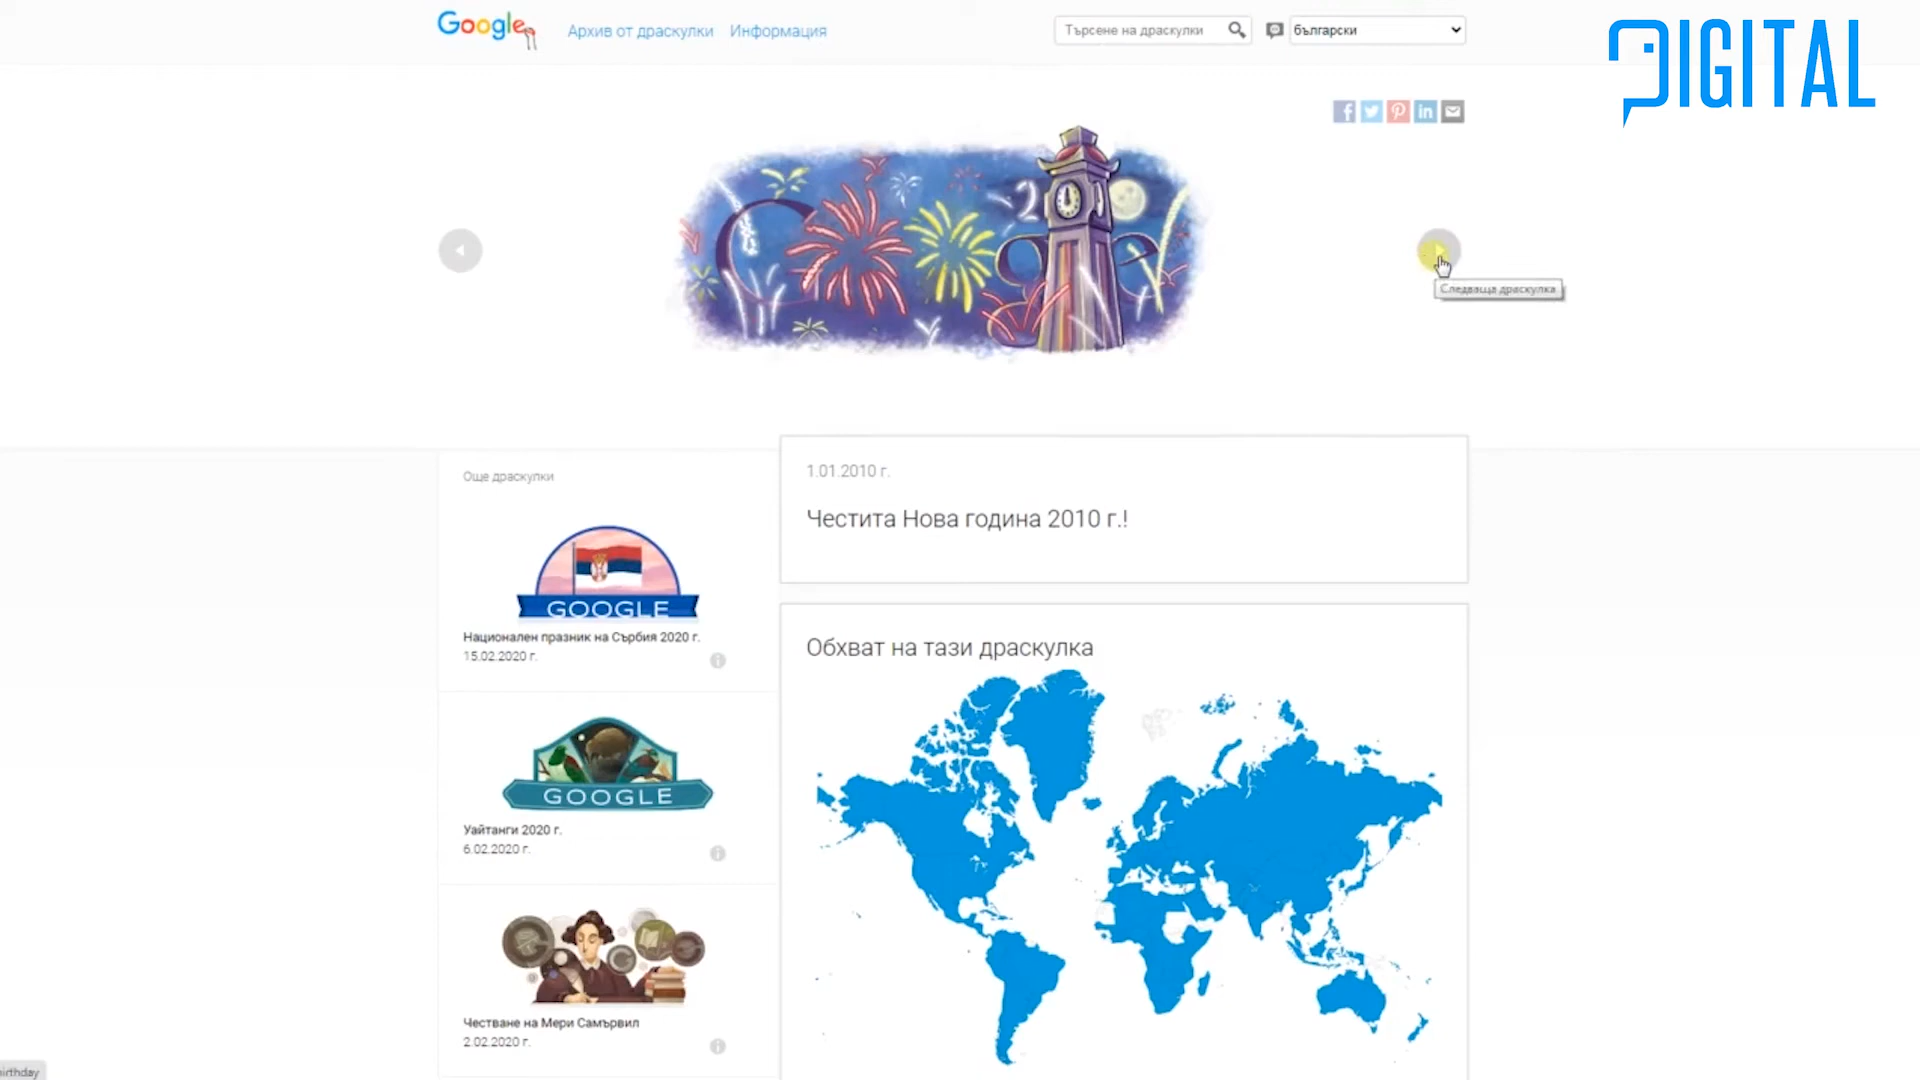 Google
Архив от драскулки
Информация
Търсене на драскулки
български
DIGITAL
2
Следваща драскулка
1.01.2010 г.
Честита Нова година 2010 г.!
Още драскулки
GOOGLE
Национален празник на Сърбия 2020 г.
15.02.2020 г.
GOOGLE
Уайтанги 2020 г.
6.02.2020 г.
Честване на Мери Самървил
2.02.2020 г.
Обхват на тази драскулка
birthday